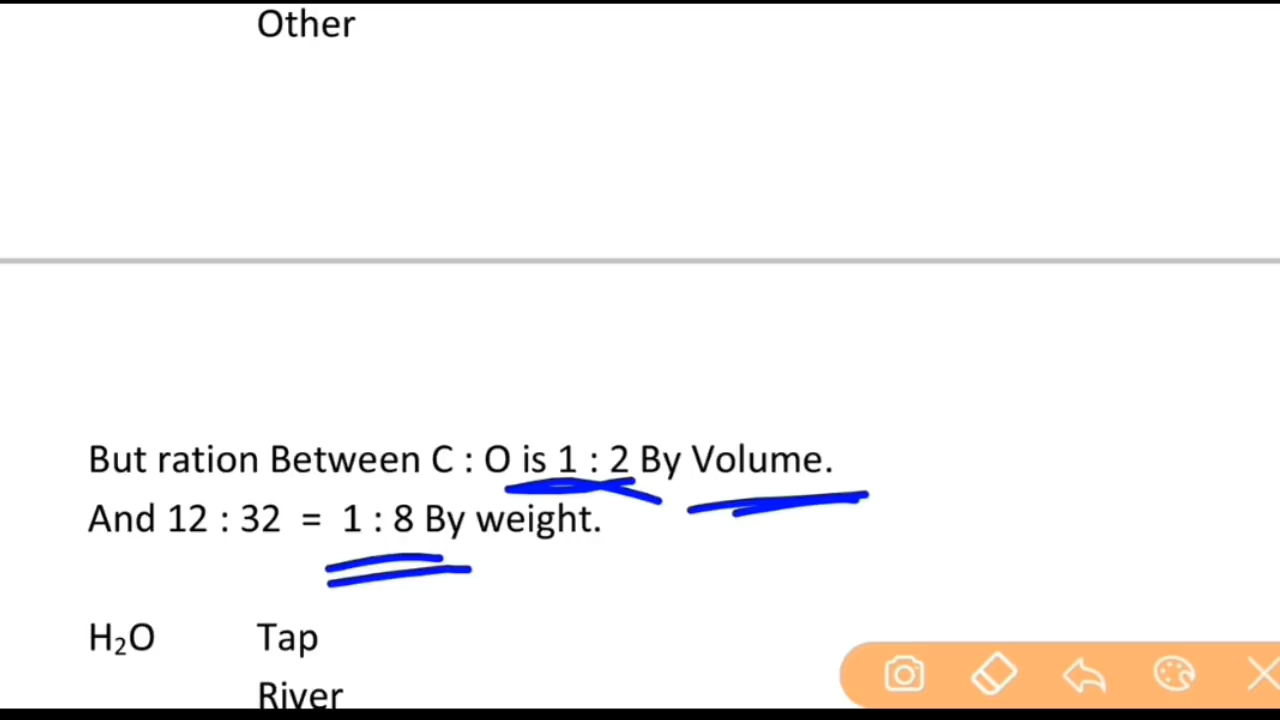 Other
But ration Between C : O is 1 : 2 By Volume.
And 12 : 32 = 1 : 8 By weight.
H₂O Tap
River